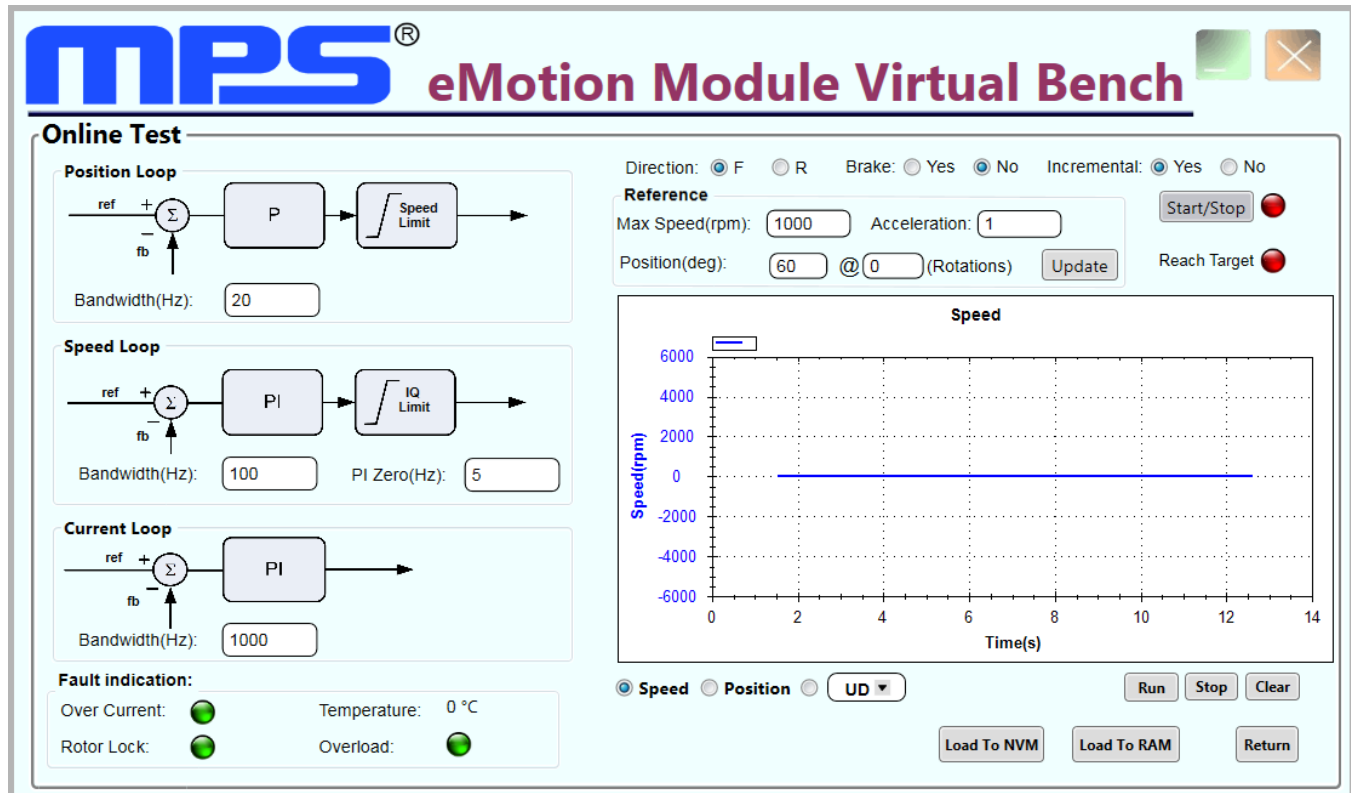 MPS®
eMotion Module Virtual Bench
Online Test
Position Loop
ref
+
Σ
−
fb
P
Speed
Limit
Bandwidth(Hz): 20
Speed Loop
ref
+
Σ
−
fb
PI
IQ
Limit
Bandwidth(Hz): 100 PI Zero(Hz): 5
Current Loop
ref
+
Σ
−
fb
PI
Bandwidth(Hz): 1000
Fault indication:
Over Current: Temperature: 0 °C
Rotor Lock: Overload:
Direction: F R Brake: Yes No Incremental: Yes No
Reference
Max Speed(rpm): 1000 Acceleration: 1
Position(deg): 60 @ 0 (Rotations) Update
Start/Stop
Reach Target
Speed
6000
4000
2000
0
-2000
-4000
-6000
Speed(rpm)
0 2 4 6 8 10 12 14
Time(s)
Speed Position UD Run Stop Clear
Load To NVM Load To RAM Return